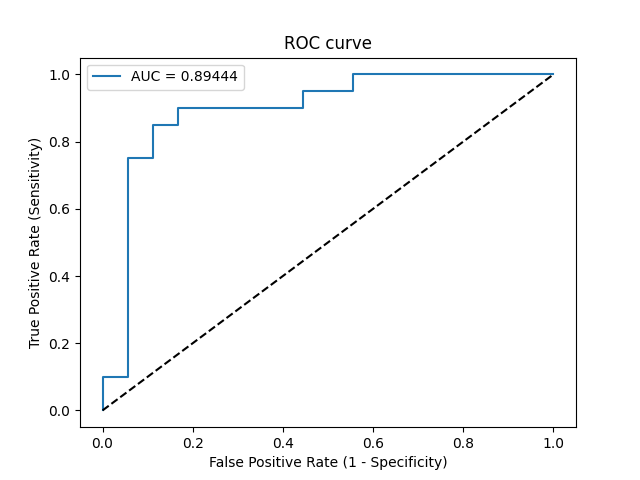 ROC curve
AUC = 0.89444
True Positive Rate (Sensitivity)
1.0
0.8
0.6
0.4
0.2
0.0
0.0 0.2 0.4 0.6 0.8 1.0
False Positive Rate (1 - Specificity)